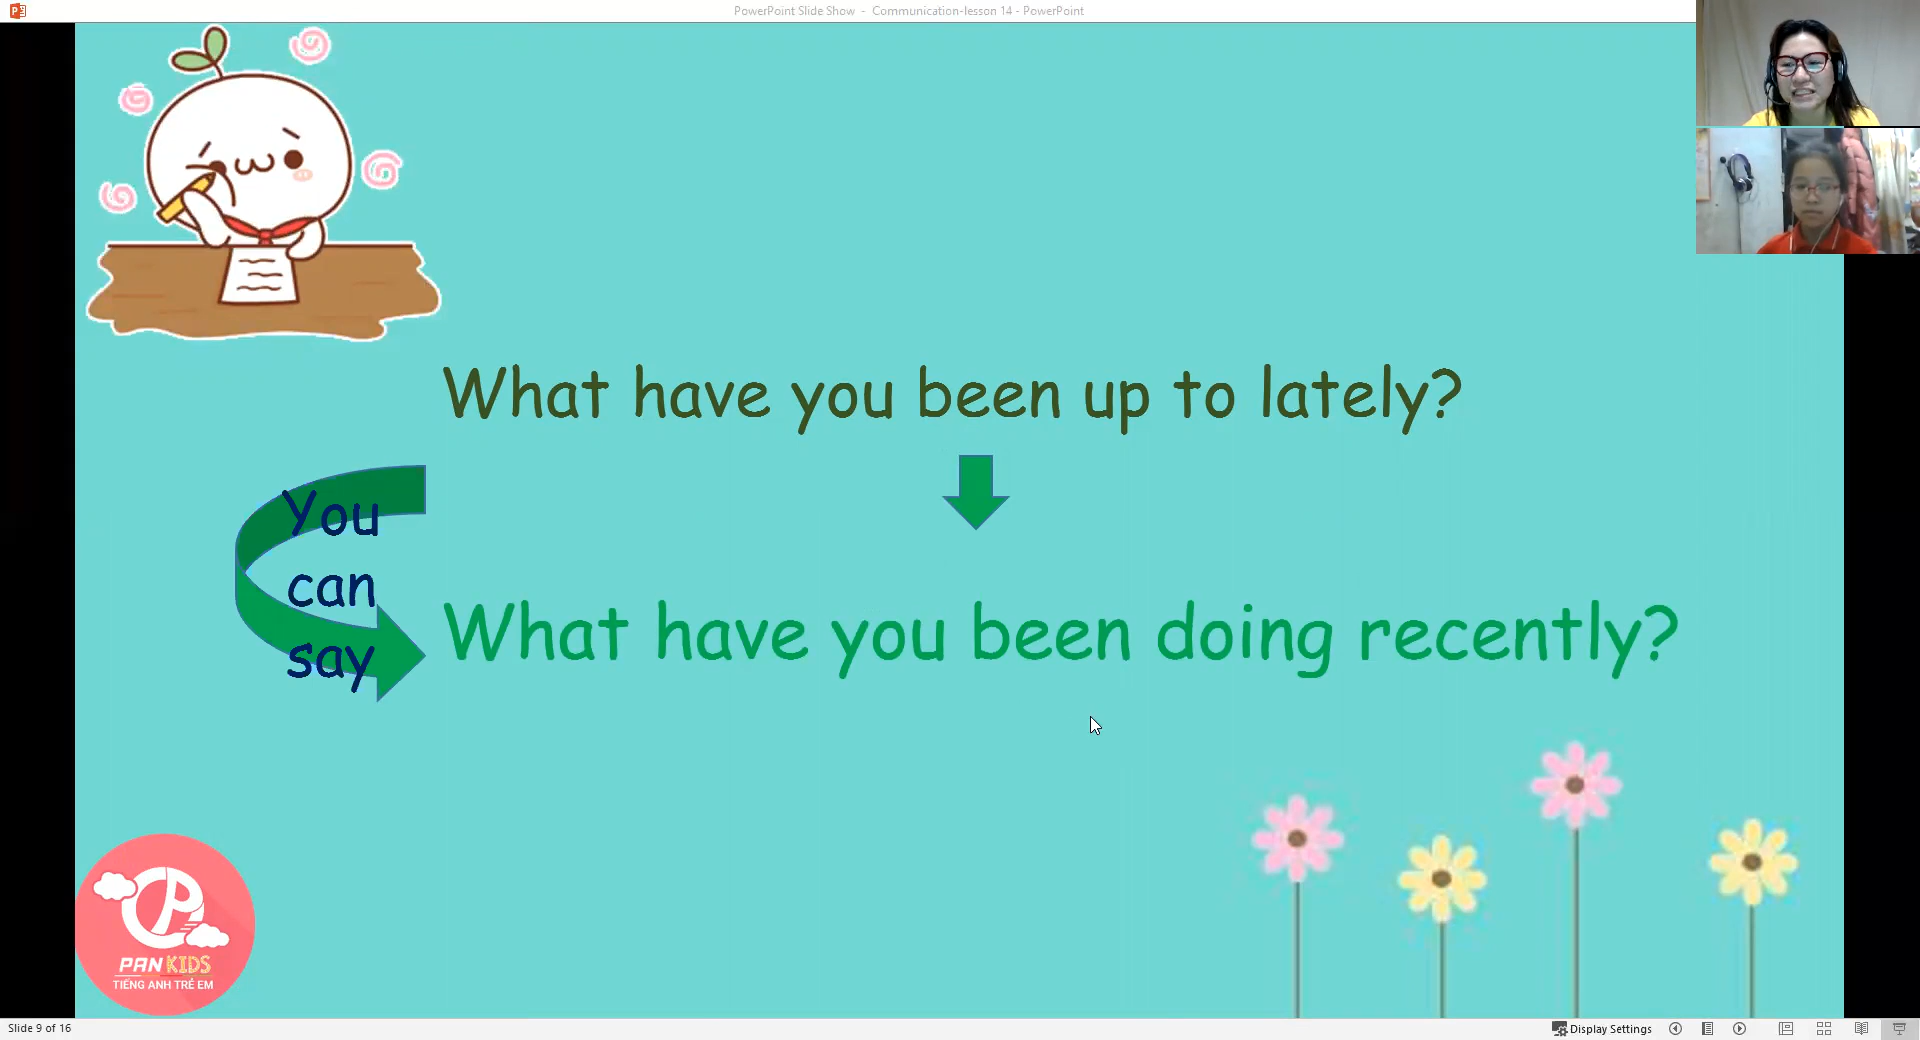 PowerPoint Slide Show - Communication-lesson 14 - PowerPoint
What have you been up to lately?
You
can
say
What have you been doing recently?
PAN KIDS
TIẾNG ANH TRẺ EM
Slide 9 of 16
Display Settings